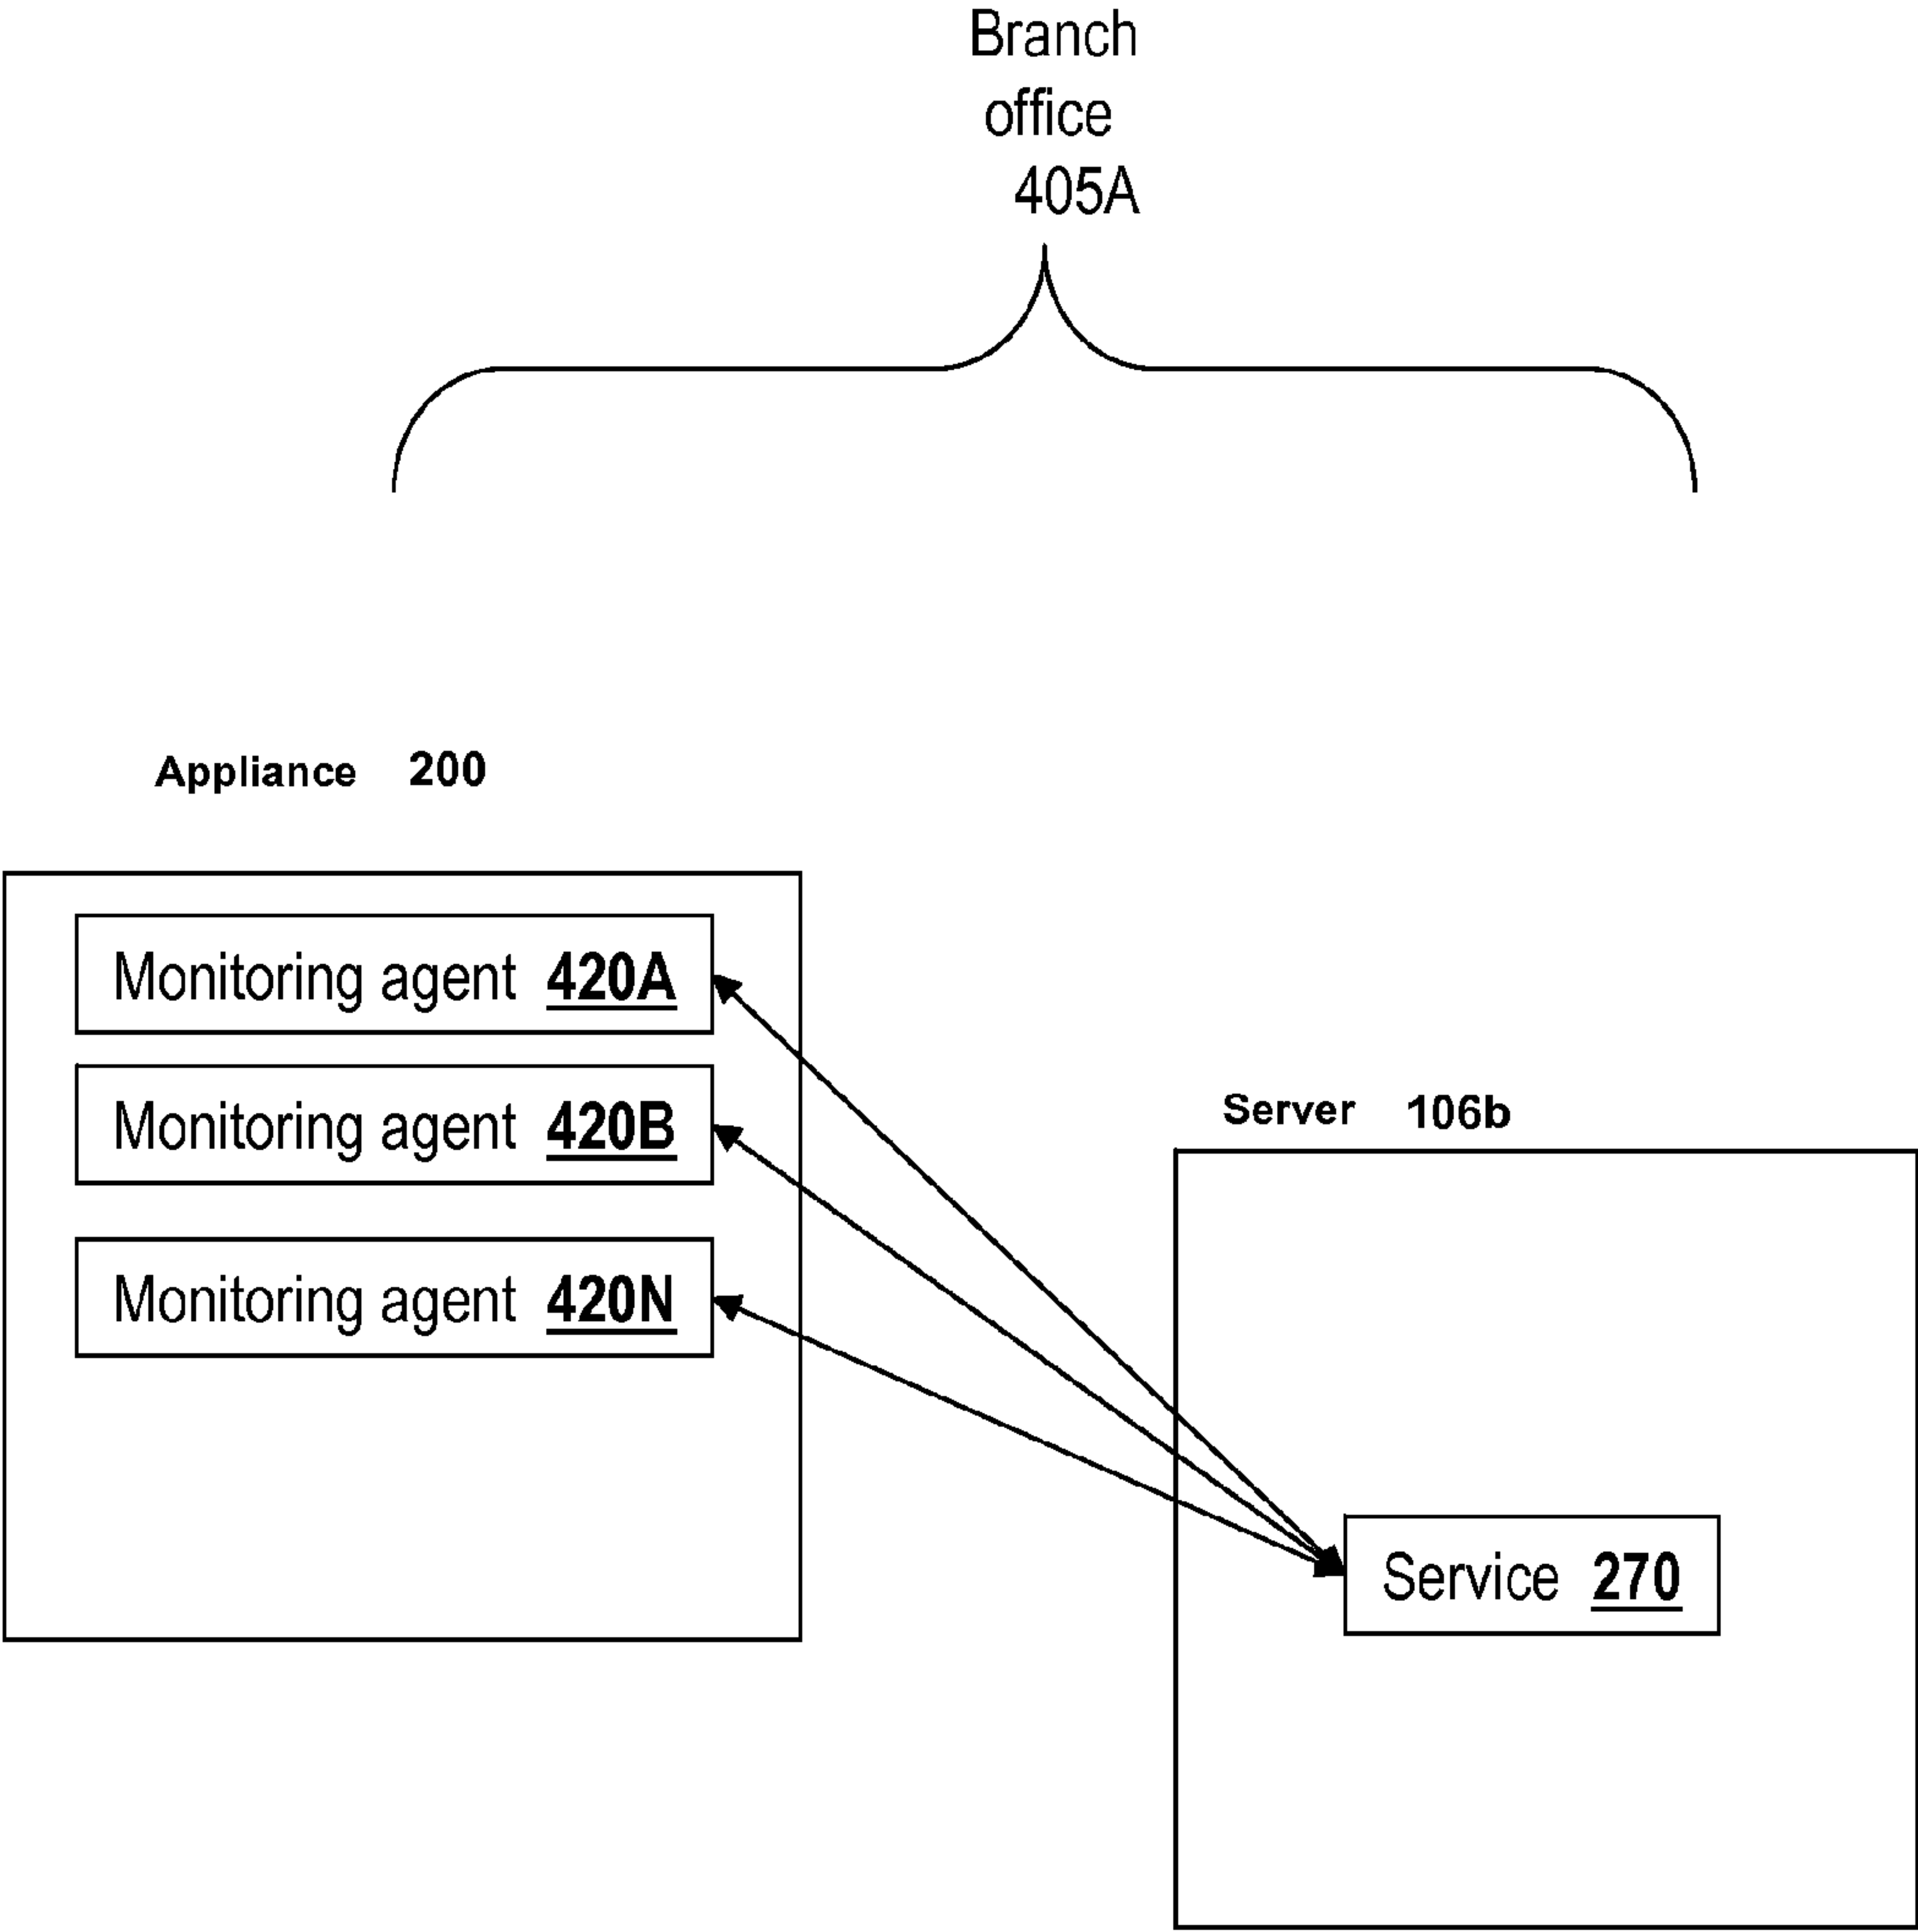 Branch
office
405A
Appliance 200
Monitoring agent 420A
Monitoring agent 420B
Monitoring agent 420N
Server 106b
Service 270